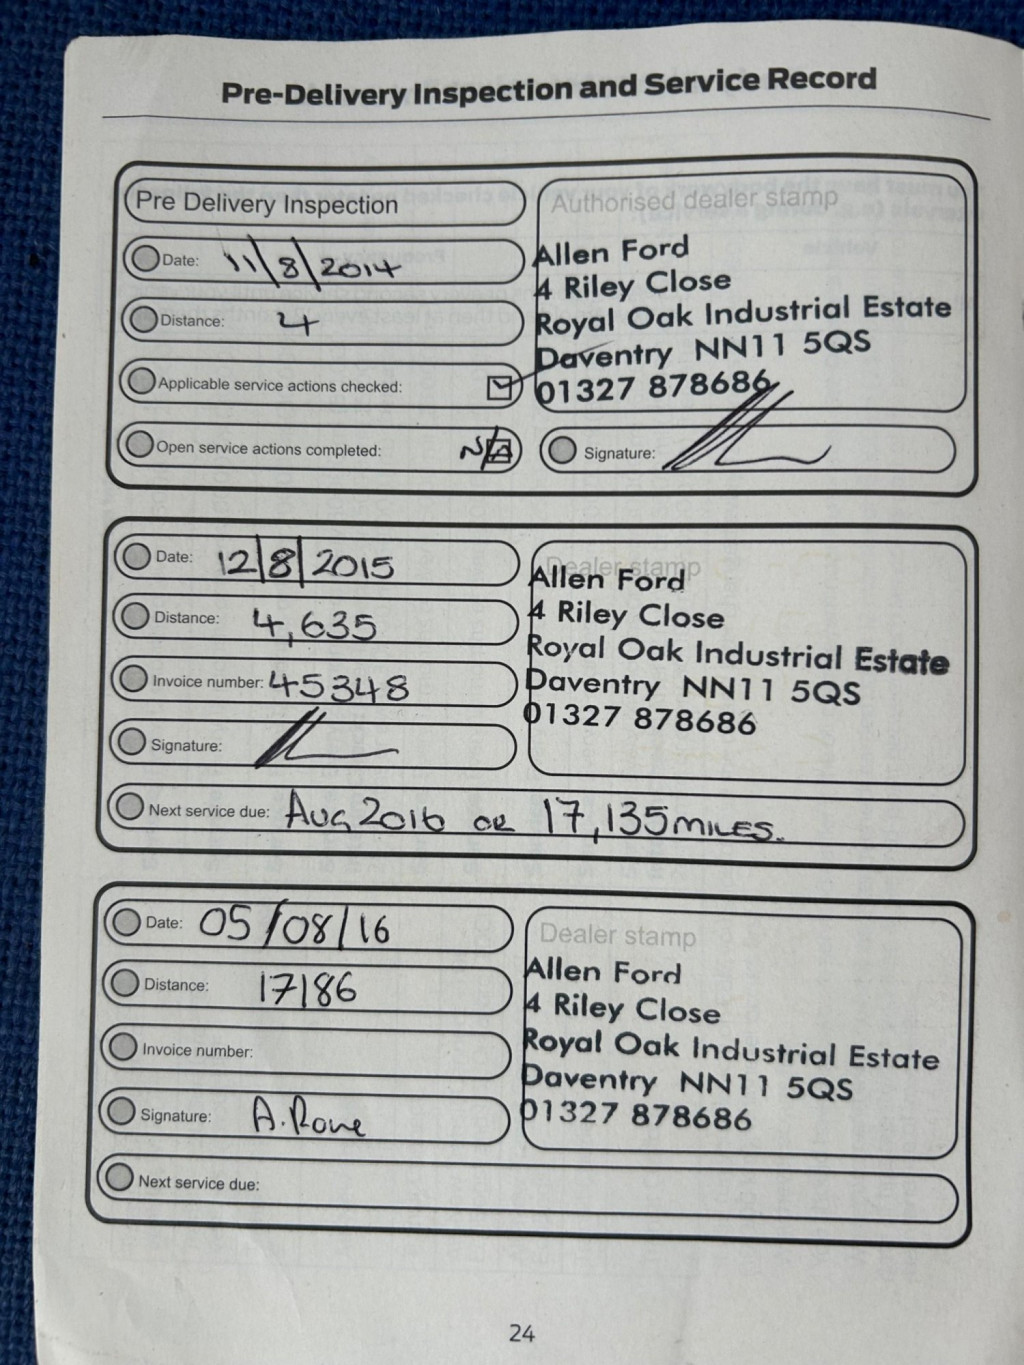 Pre-Delivery Inspection and Service Record
Pre Delivery Inspection
Date: 11/8/2014
Distance: 4
Applicable service actions checked:
Open service actions completed: N/A
Authorised dealer stamp
Allen Ford
4 Riley Close
Royal Oak Industrial Estate
Daventry NN11 5QS
01327 878686
Signature:
Date: 12/8/2015
Distance: 4,635
Invoice number: 45348
Signature:
Dealer stamp
Allen Ford
4 Riley Close
Royal Oak Industrial Estate
Daventry NN11 5QS
01327 878686
Next service due: Aug 2016 OR 17,135 MILES.
Date: 05/08/16
Distance: 17186
Invoice number:
Signature: A. Rowe
Dealer stamp
Allen Ford
4 Riley Close
Royal Oak Industrial Estate
Daventry NN11 5QS
01327 878686
Next service due:
24